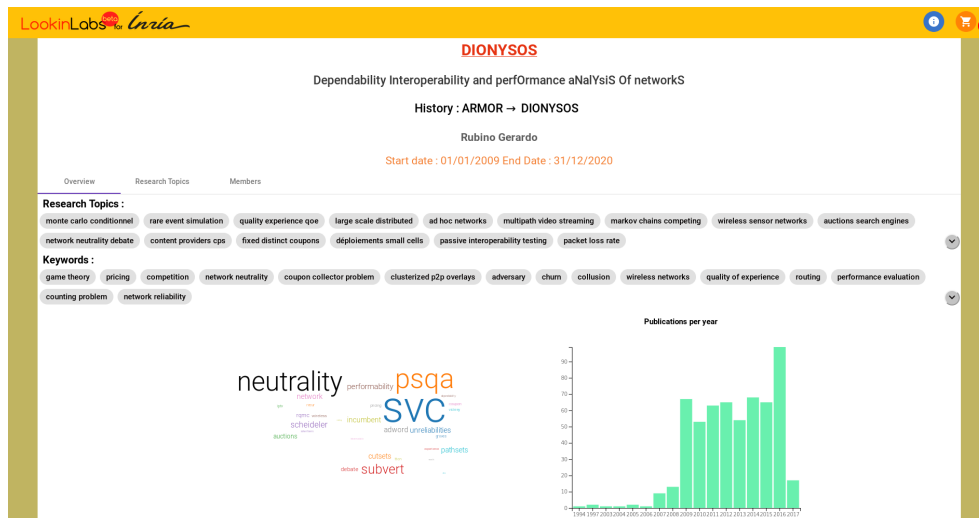 LookinLabs beta for Inria
DIONYSOS
Dependability Interoperability and perfOrmance aNalYsiS Of networkS
History : ARMOR → DIONYSOS
Rubino Gerardo
Start date : 01/01/2009 End Date : 31/12/2020
Overview Research Topics Members
Research Topics :
monte carlo conditionnel rare event simulation quality experience qoe large scale distributed ad hoc networks multipath video streaming markov chains competing wireless sensor networks auctions search engines
network neutrality debate content providers cps fixed distinct coupons déploiements small cells passive interoperability testing packet loss rate
Keywords :
game theory pricing competition network neutrality coupon collector problem clusterized p2p overlays adversary churn collusion wireless networks quality of experience routing performance evaluation
counting problem network reliability
Publications per year
neutrality performability psqa
network
svc
incumbent
scheideler
adword unreliabilities
auctions
pathsets
cutsets
debate subvert
90
80
70
60
50
40
30
20
10
0
1994 1997 2003 2004 2005 2006 2007 2008 2009 2010 2011 2012 2013 2014 2015 2016 2017